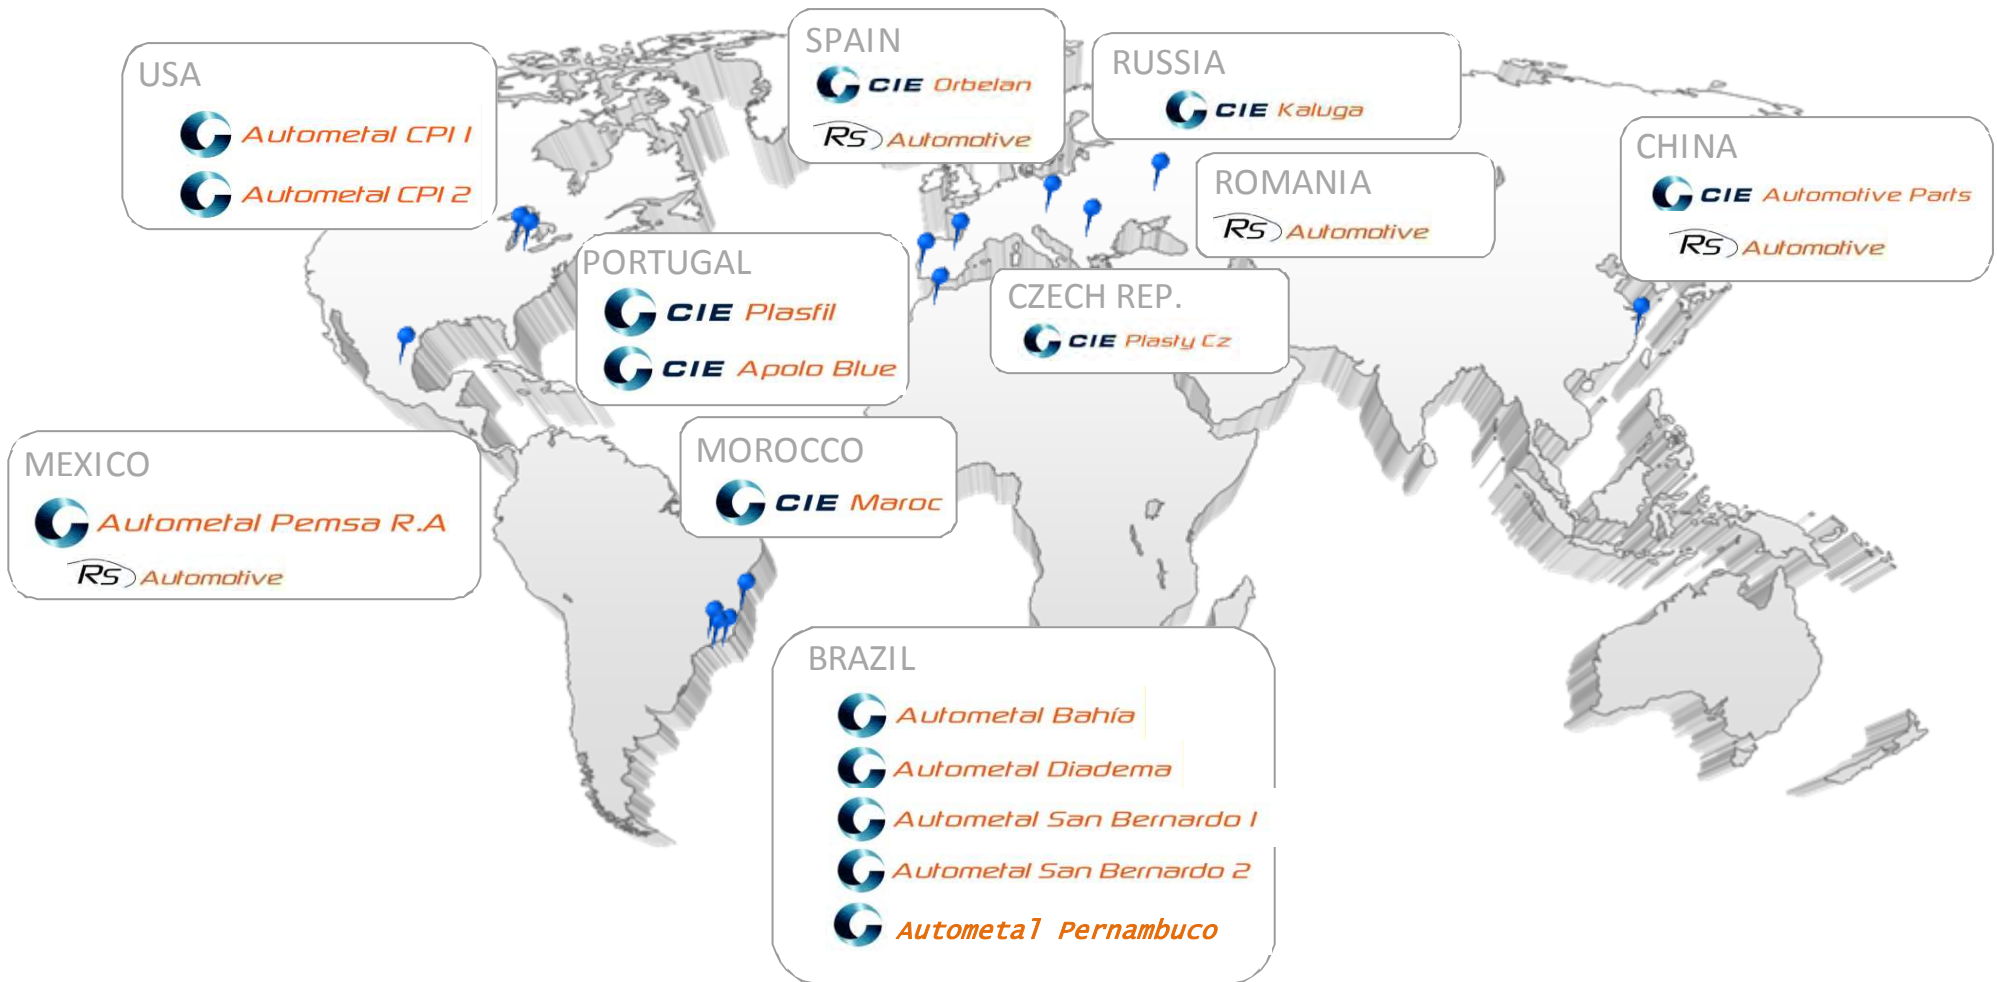 USA
Autometal CPI 1
Autometal CPI 2
SPAIN
CIE Orbelan
RS Automotive
RUSSIA
CIE Kaluga
ROMANIA
RS Automotive
CHINA
CIE Automotive Parts
RS Automotive
PORTUGAL
CIE Plasfil
CIE Apolo Blue
CZECH REP.
CIE Plasty Cz
MEXICO
Autometal Pemsa R.A
RS Automotive
MOROCCO
CIE Maroc
BRAZIL
Autometal Bahía
Autometal Diadema
Autometal San Bernardo 1
Autometal San Bernardo 2
Autometal Pernambuco